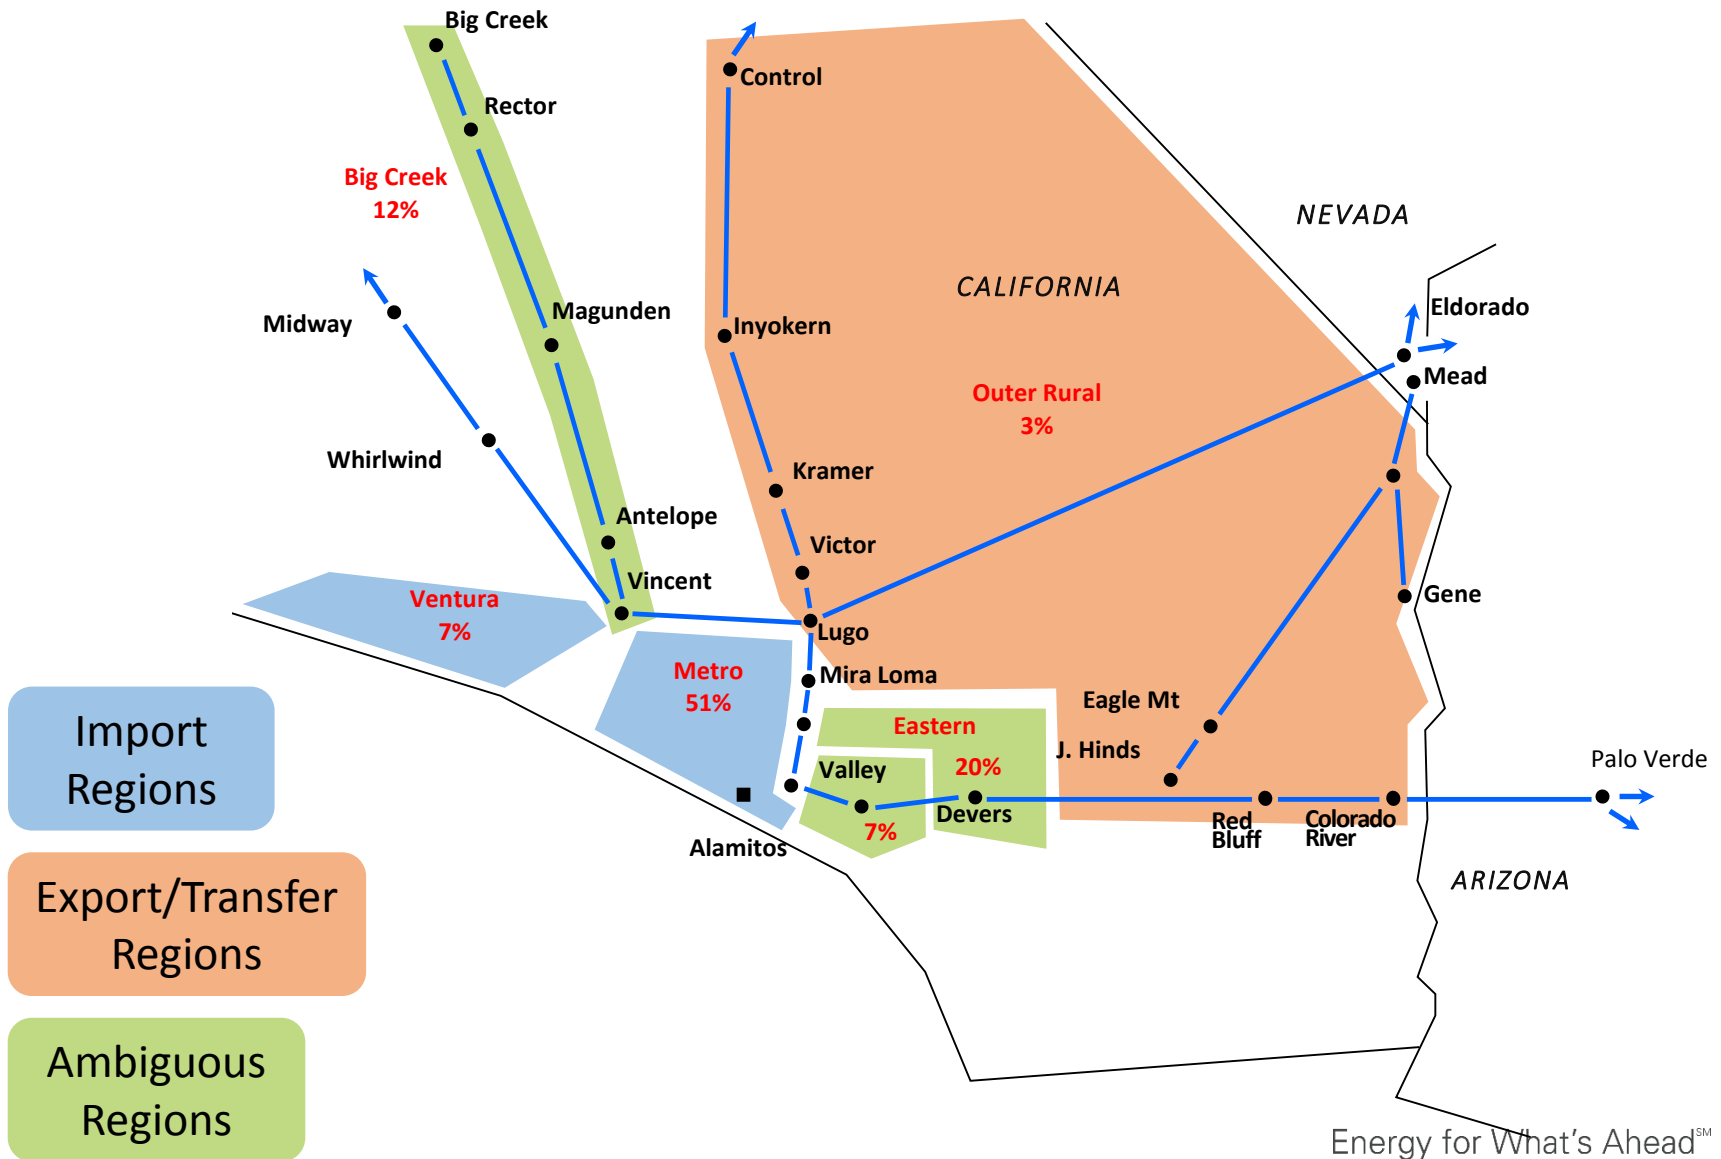 Big Creek
Control
Rector
Big Creek
12%
NEVADA
CALIFORNIA
Magunden
Midway
Inyokern
Eldorado
Mead
Outer Rural
3%
Whirlwind
Kramer
Antelope
Victor
Vincent
Ventura
7%
Gene
Lugo
Metro
51%
Mira Loma
Eagle Mt
Eastern
J. Hinds
Valley
20%
Palo Verde
Devers
7%
Red
Bluff
Colorado
River
Alamitos
ARIZONA
Import
Regions
Export/Transfer
Regions
Ambiguous
Regions
Energy for What's Ahead℠